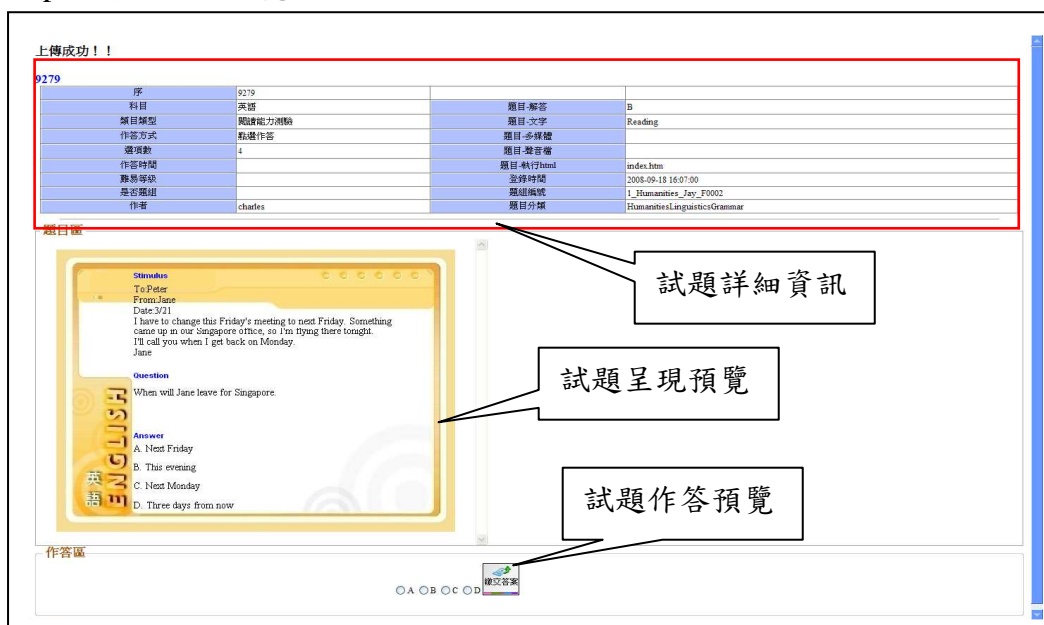 上傳成功！！
9279
序 9279
科目 英語 題目-解答 B
類目類型 閱讀能力測驗 題目-文字 Reading
作答方式 點選作答 題目-多媒體
選項數 4 題目-聲音檔
作答時間 題目-執行html index.htm
難易等級 登錄時間 2008-09-18 16:07:00
是否題組 題組編號 1_Humanities_Jay_F0002
作者 charles 題目分類 HumanitiesLinguisticsGrammar
題目區
試題詳細資訊
Stimulus
To:Peter
From:Jane
Date:3/21
I have to change this Friday's meeting to next Friday. Something
came up in our Singapore office, so I'm flying there tonight.
I'll call you when I get back on Monday.
Jane
Question
When will Jane leave for Singapore.
Answer
A. Next Friday
B. This evening
C. Next Monday
D. Three days from now
英語 ENGLISH
試題呈現預覽
試題作答預覽
作答區
A B C D 繳交答案